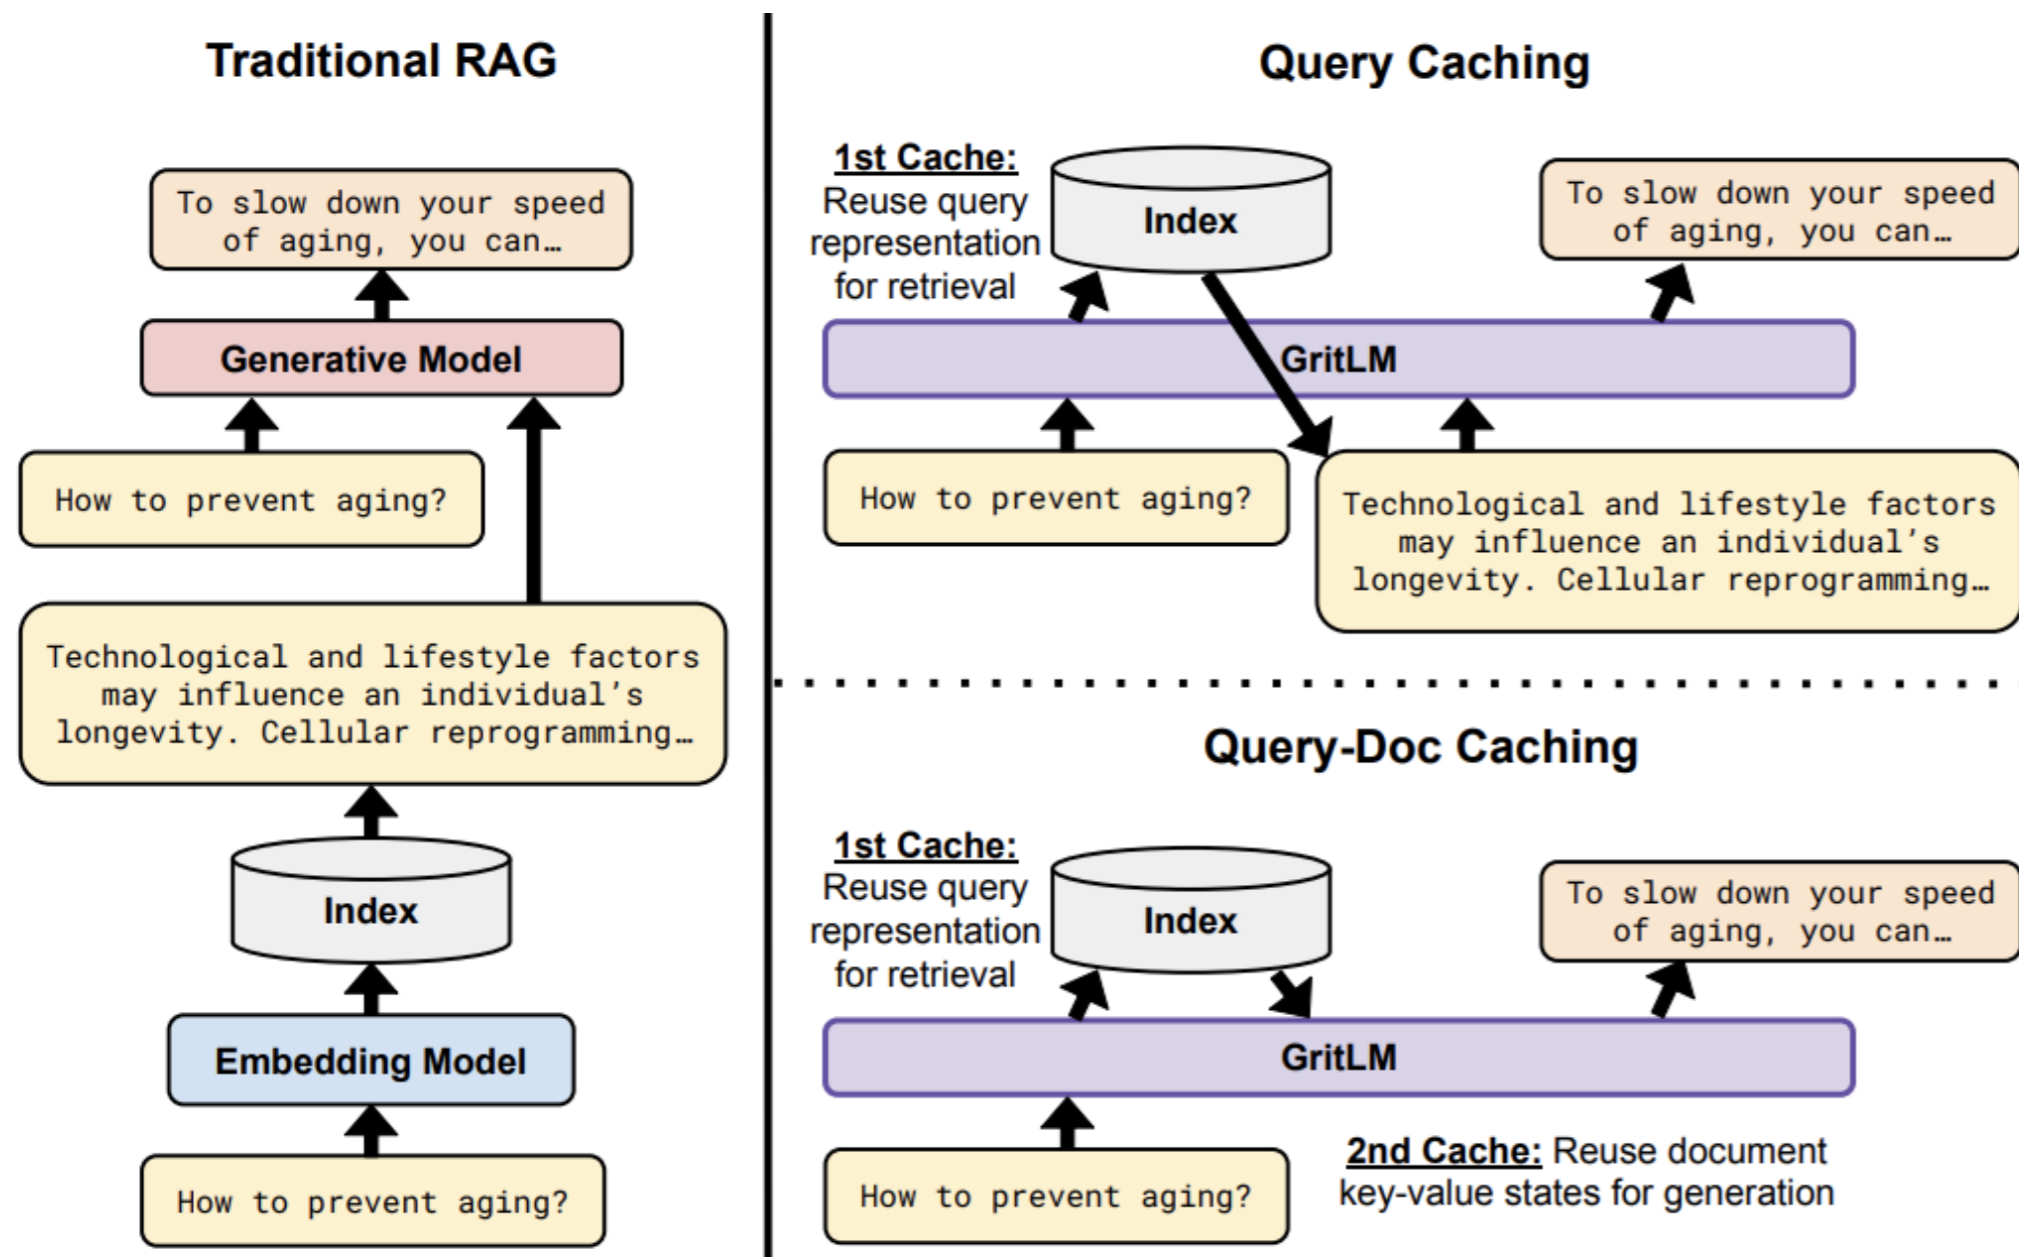 Traditional RAG
To slow down your speed
of aging, you can…
Generative Model
How to prevent aging?
Technological and lifestyle factors
may influence an individual's
longevity. Cellular reprogramming…
Index
Embedding Model
How to prevent aging?
Query Caching
1st Cache:
Reuse query
representation
for retrieval
Index
To slow down your speed
of aging, you can…
GritLM
How to prevent aging?
Technological and lifestyle factors
may influence an individual's
longevity. Cellular reprogramming…
Query-Doc Caching
1st Cache:
Reuse query
representation
for retrieval
Index
To slow down your speed
of aging, you can…
GritLM
How to prevent aging?
2nd Cache: Reuse document
key-value states for generation